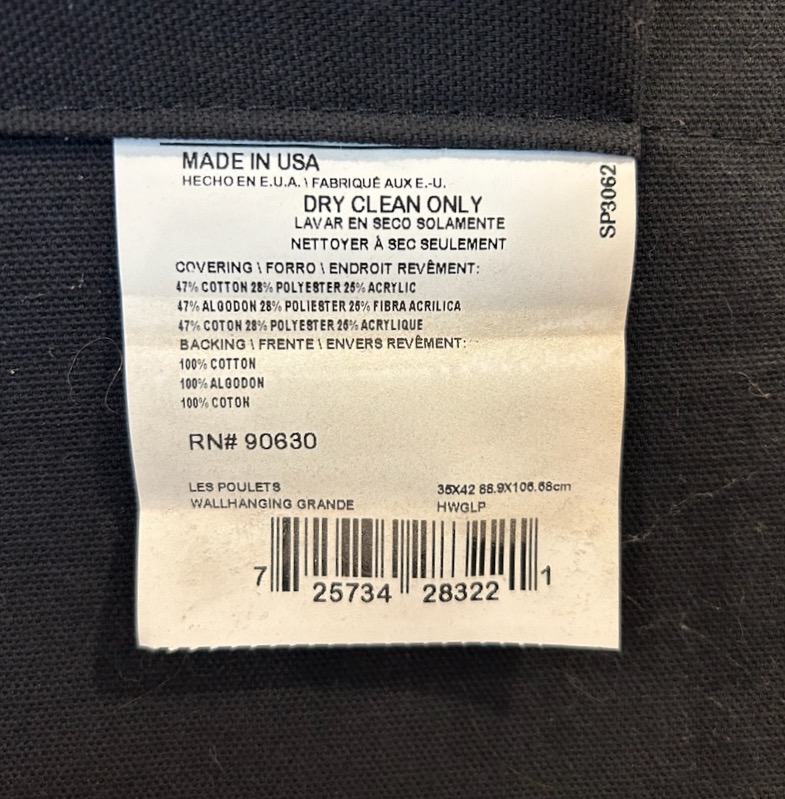 MADE IN USA
HECHO EN E.U.A. \ FABRIQUÉ AUX E.-U.
DRY CLEAN ONLY
LAVAR EN SECO SOLAMENTE
NETTOYER À SEC SEULEMENT
SP3062
COVERING \ FORRO \ ENDROIT REVÊMENT:
47% COTTON 28% POLYESTER 25% ACRYLIC
47% ALGODON 28% POLIESTER 25% FIBRA ACRILICA
47% COTON 28% POLYESTER 25% ACRYLIQUE
BACKING \ FRENTE \ ENVERS REVÊMENT:
100% COTTON
100% ALGODON
100% COTON
RN# 90630
LES POULETS 35X42 88.9X106.68cm
WALLHANGING GRANDE HWGLP
7 25734 28322 1